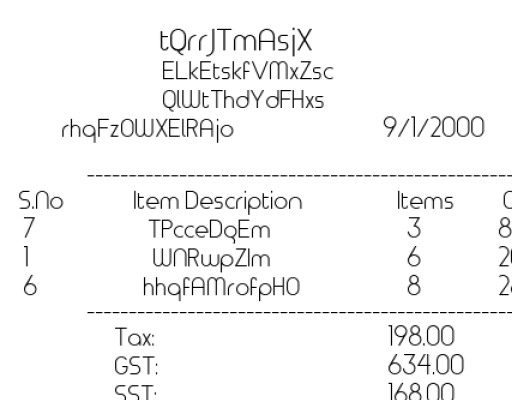 tQrrJTmAsjX
ELkEtskfVMxZsc
QlWtThdYdFHxs
rhqFzOWXElRAjo 9/1/2000
S.No Item Description Items
7 TPcceDqEm 3
1 WNRwpZIm 6
6 hhqfAMrofpHO 8
Tax: 198.00
GST: 634.00
SST: 168.00